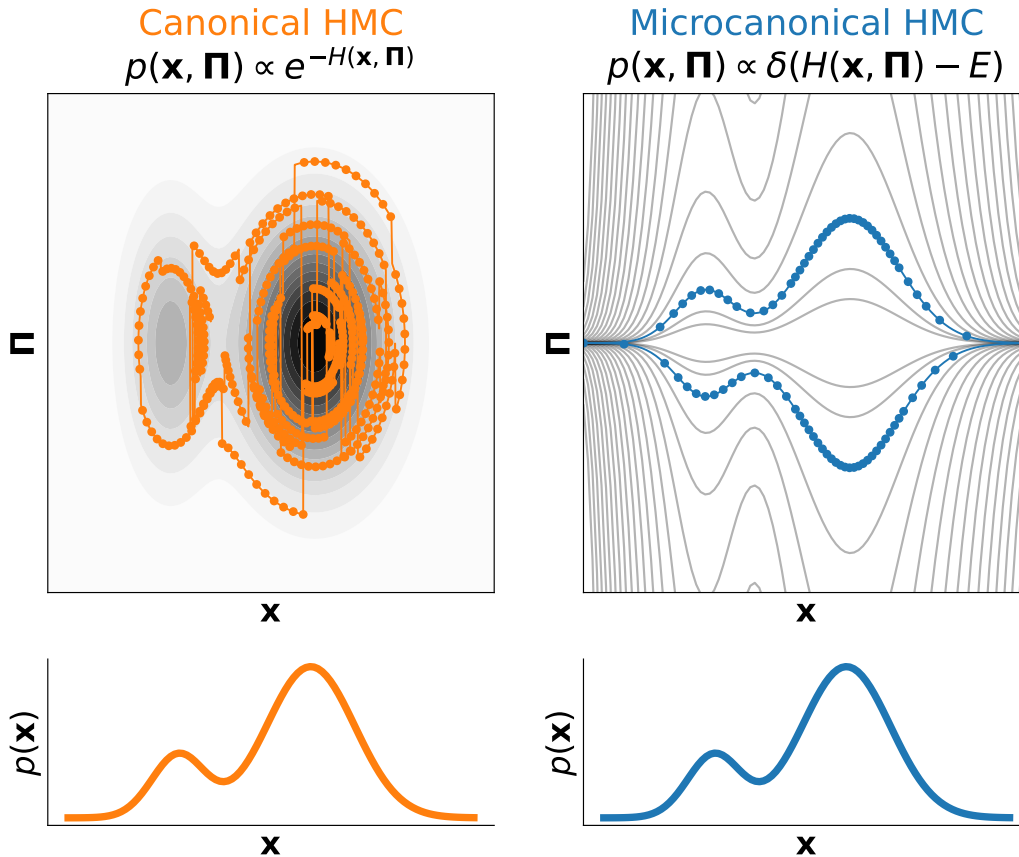 Canonical HMC
p(𝐱, 𝚷) ∝ e^{−H(𝐱, 𝚷)}
Microcanonical HMC
p(𝐱, 𝚷) ∝ δ(H(𝐱, 𝚷) − E)
𝚷
𝐱
𝚷
𝐱
p(𝐱)
𝐱
p(𝐱)
𝐱